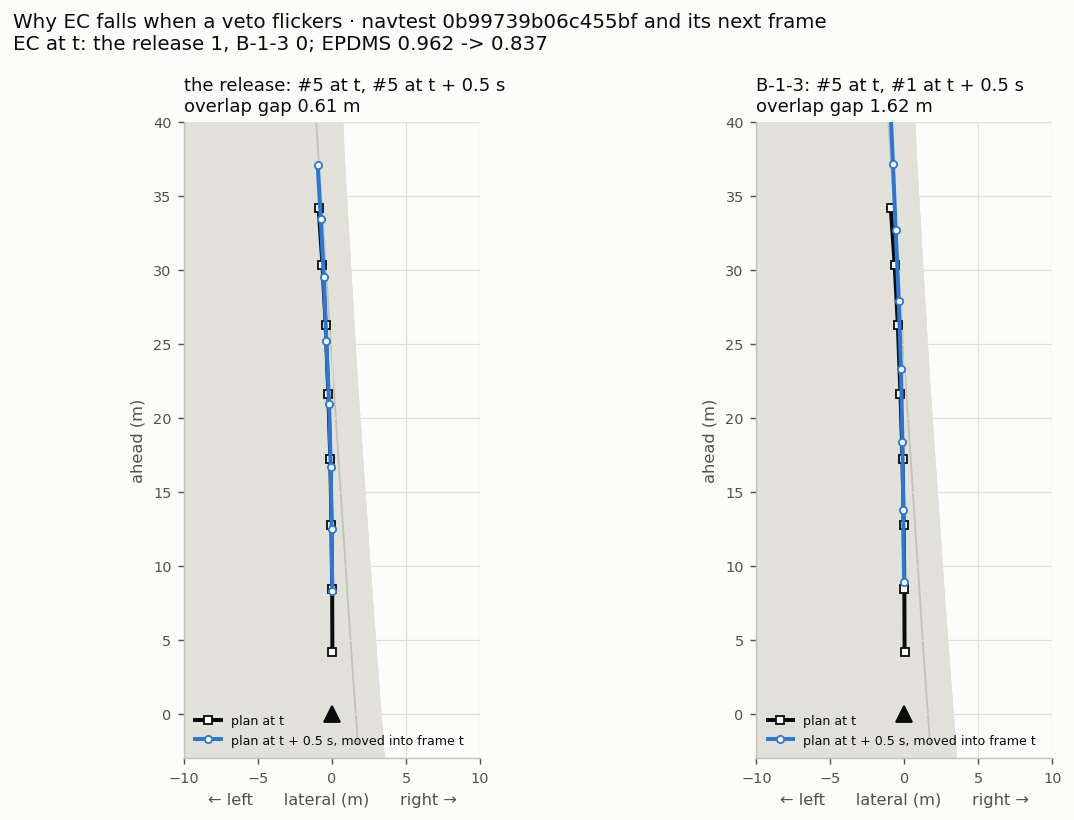 Why EC falls when a veto flickers · navtest 0b99739b06c455bf and its next frame
EC at t: the release 1, B-1-3 0; EPDMS 0.962 -> 0.837
the release: #5 at t, #5 at t + 0.5 s
overlap gap 0.61 m
40
35
30
25
20
15
10
5
0
ahead (m)
plan at t
plan at t + 0.5 s, moved into frame t
−10
−5
0
5
10
← left
lateral (m)
right →
B-1-3: #5 at t, #1 at t + 0.5 s
overlap gap 1.62 m
40
35
30
25
20
15
10
5
0
ahead (m)
plan at t
plan at t + 0.5 s, moved into frame t
−10
−5
0
5
10
← left
lateral (m)
right →